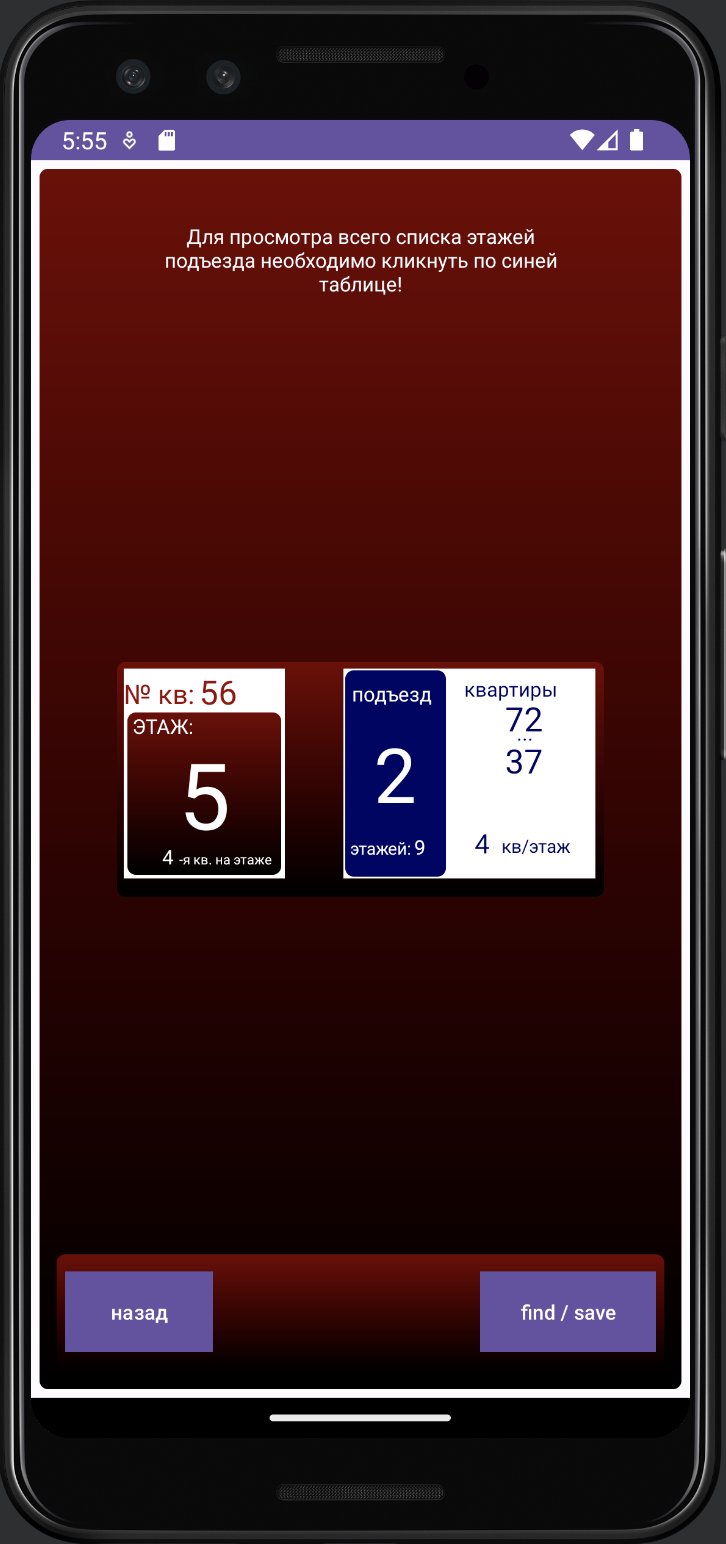 5:55
Для просмотра всего списка этажей
подъезда необходимо кликнуть по синей
таблице!
№ кв: 56
ЭТАЖ:
5
4 -я кв. на этаже
подъезд
2
этажей: 9
квартиры
72
...
37
4 кв/этаж
назад
find / save